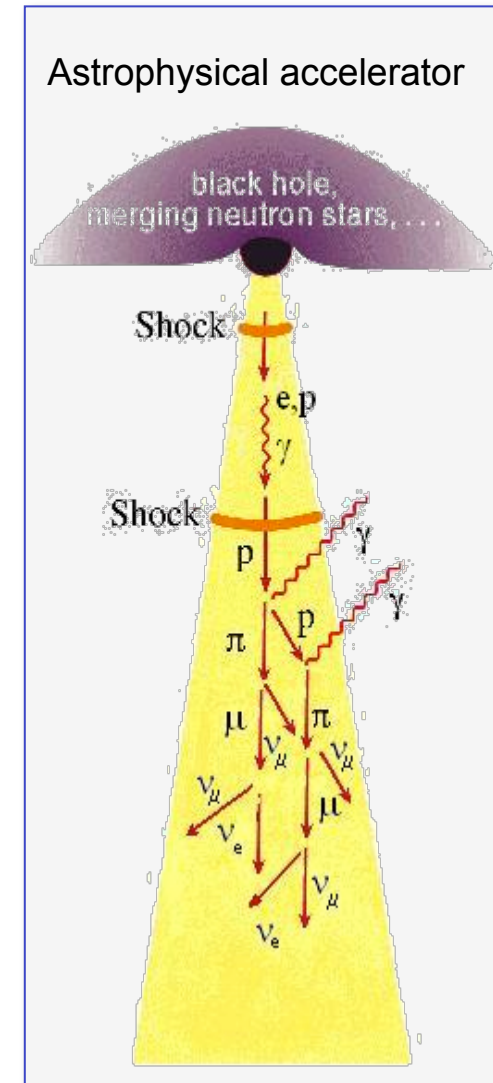 Astrophysical accelerator
black hole,
merging neutron stars, . . .
Shock
e,p
γ
Shock
γ
p
γ
p
π
μ
π
ν_μ
ν_μ
ν_μ
μ
ν_e
ν_μ
ν_e